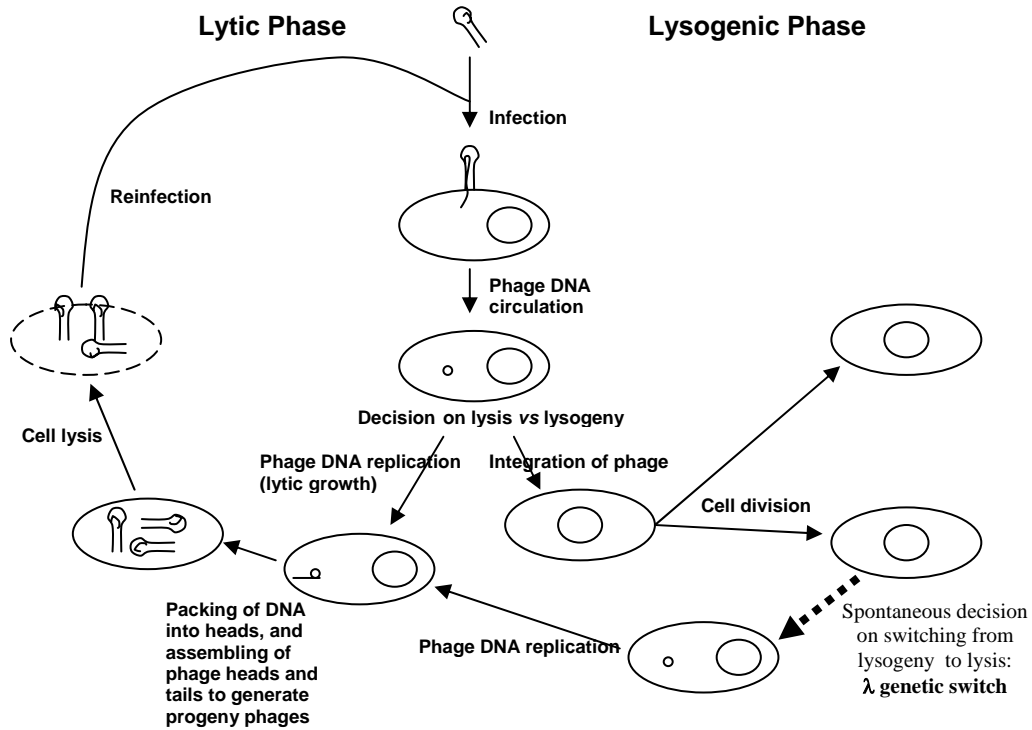 Lytic Phase
Lysogenic Phase
Infection
Reinfection
Phage DNA
circulation
Decision on lysis vs lysogeny
Cell lysis
Phage DNA replication
(lytic growth)
Integration of phage
Cell division
Packing of DNA
into heads, and
assembling of
phage heads and
tails to generate
progeny phages
Phage DNA replication
Spontaneous decision
on switching from
lysogeny to lysis:
λ genetic switch